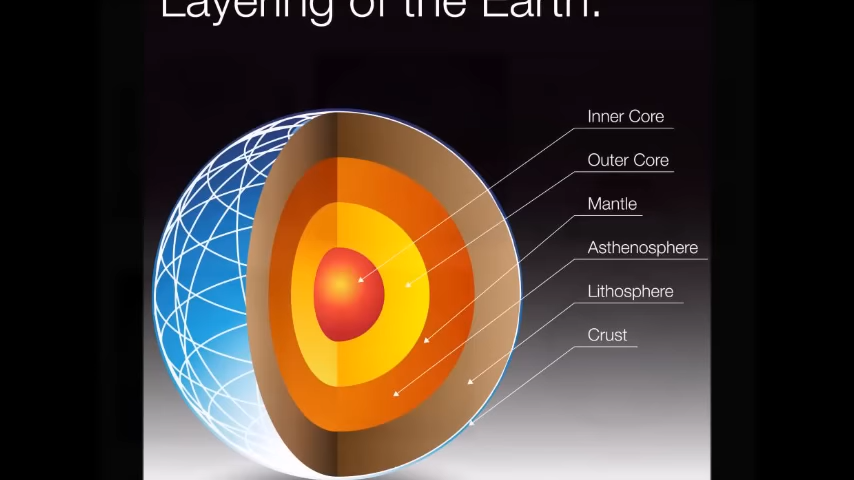 Layering of the Earth.
Inner Core
Outer Core
Mantle
Asthenosphere
Lithosphere
Crust